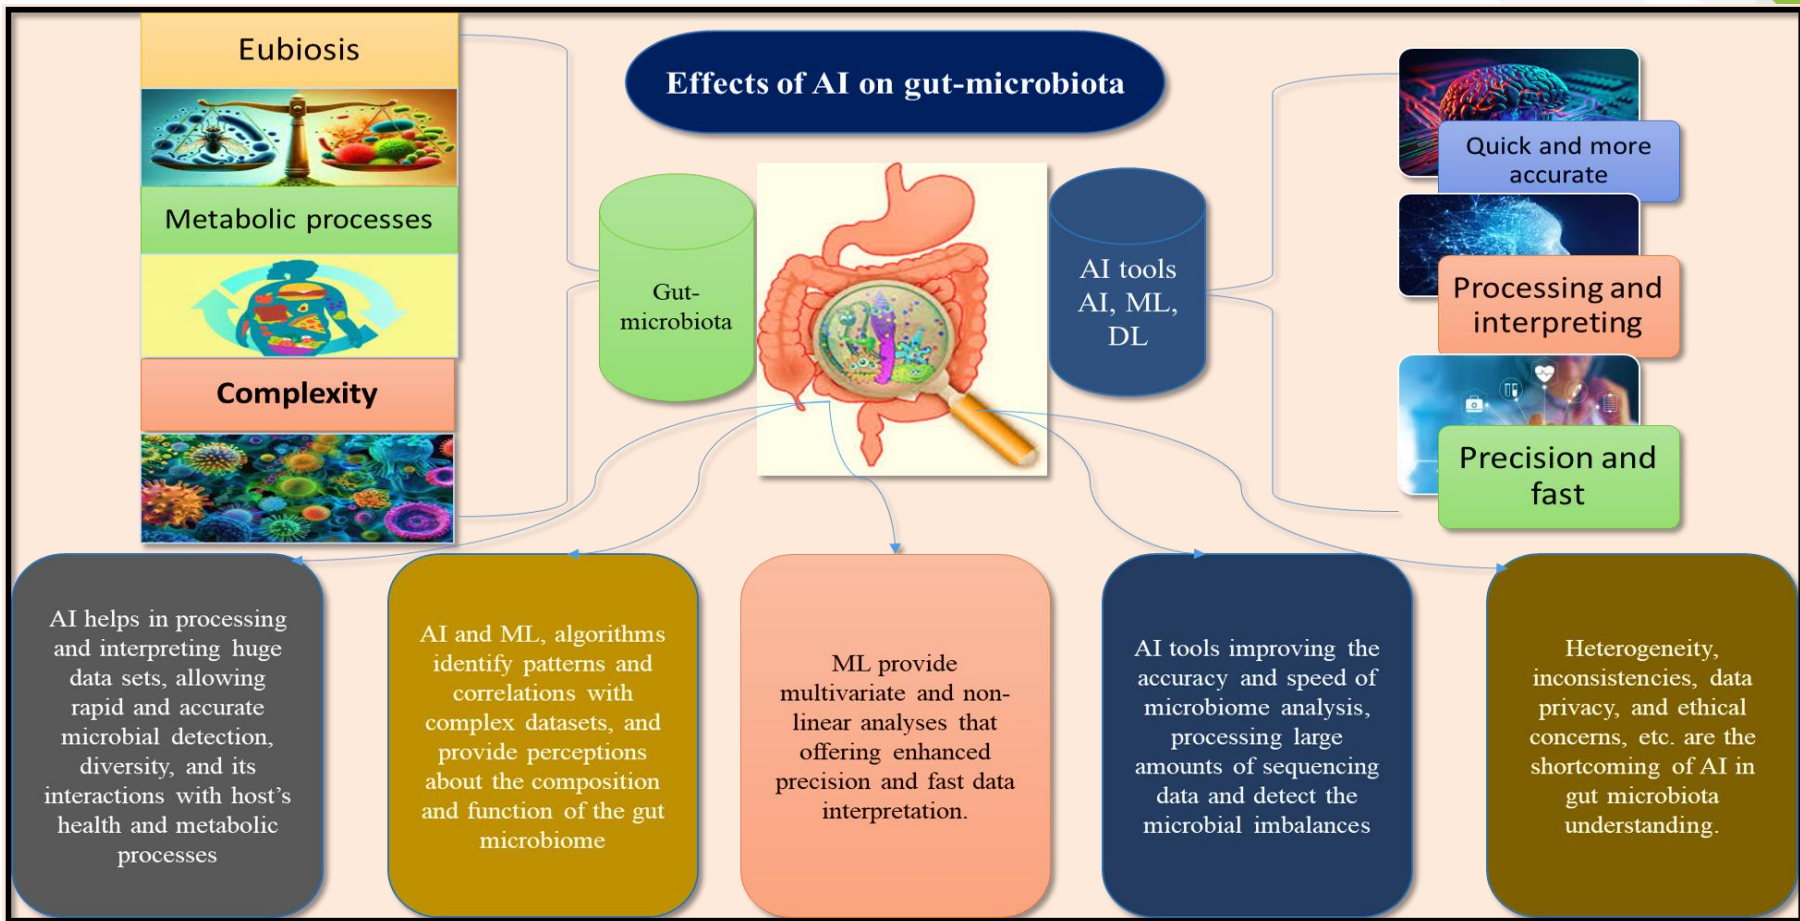 Effects of AI on gut-microbiota
Eubiosis
Metabolic processes
Complexity
Gut-
microbiota
AI tools
AI, ML,
DL
Quick and more
accurate
Processing and
interpreting
Precision and
fast
AI helps in processing
and interpreting huge
data sets, allowing
rapid and accurate
microbial detection,
diversity, and its
interactions with host’s
health and metabolic
processes
AI and ML, algorithms
identify patterns and
correlations with
complex datasets, and
provide perceptions
about the composition
and function of the gut
microbiome
ML provide
multivariate and non-
linear analyses that
offering enhanced
precision and fast data
interpretation.
AI tools improving the
accuracy and speed of
microbiome analysis,
processing large
amounts of sequencing
data and detect the
microbial imbalances
Heterogeneity,
inconsistencies, data
privacy, and ethical
concerns, etc. are the
shortcoming of AI in
gut microbiota
understanding.